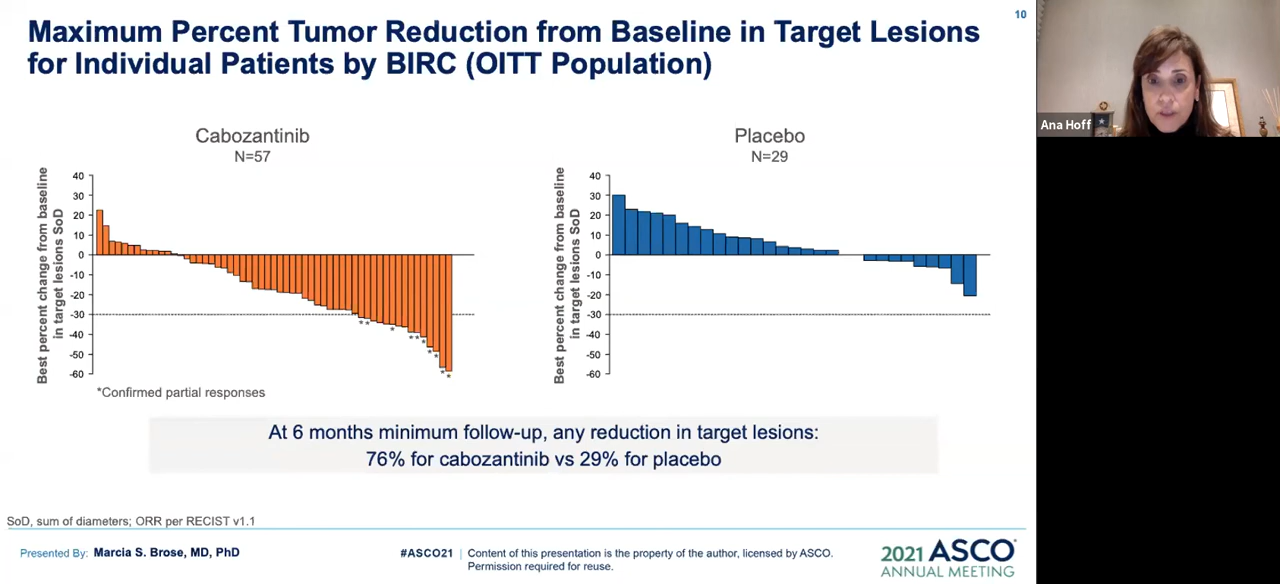 Maximum Percent Tumor Reduction from Baseline in Target Lesions
for Individual Patients by BIRC (OITT Population)
10
Ana Hoff
Cabozantinib
N=57
Best percent change from baseline
in target lesions SoD
40
30
20
10
0
-10
-20
-30
-40
-50
-60
* * * * * * * * * *
*Confirmed partial responses
Placebo
N=29
Best percent change from baseline
in target lesions SoD
40
30
20
10
0
-10
-20
-30
-40
-50
-60
At 6 months minimum follow-up, any reduction in target lesions:
76% for cabozantinib vs 29% for placebo
SoD, sum of diameters; ORR per RECIST v1.1
Presented By: Marcia S. Brose, MD, PhD
#ASCO21 | Content of this presentation is the property of the author, licensed by ASCO.
Permission required for reuse.
2021 ASCO
ANNUAL MEETING